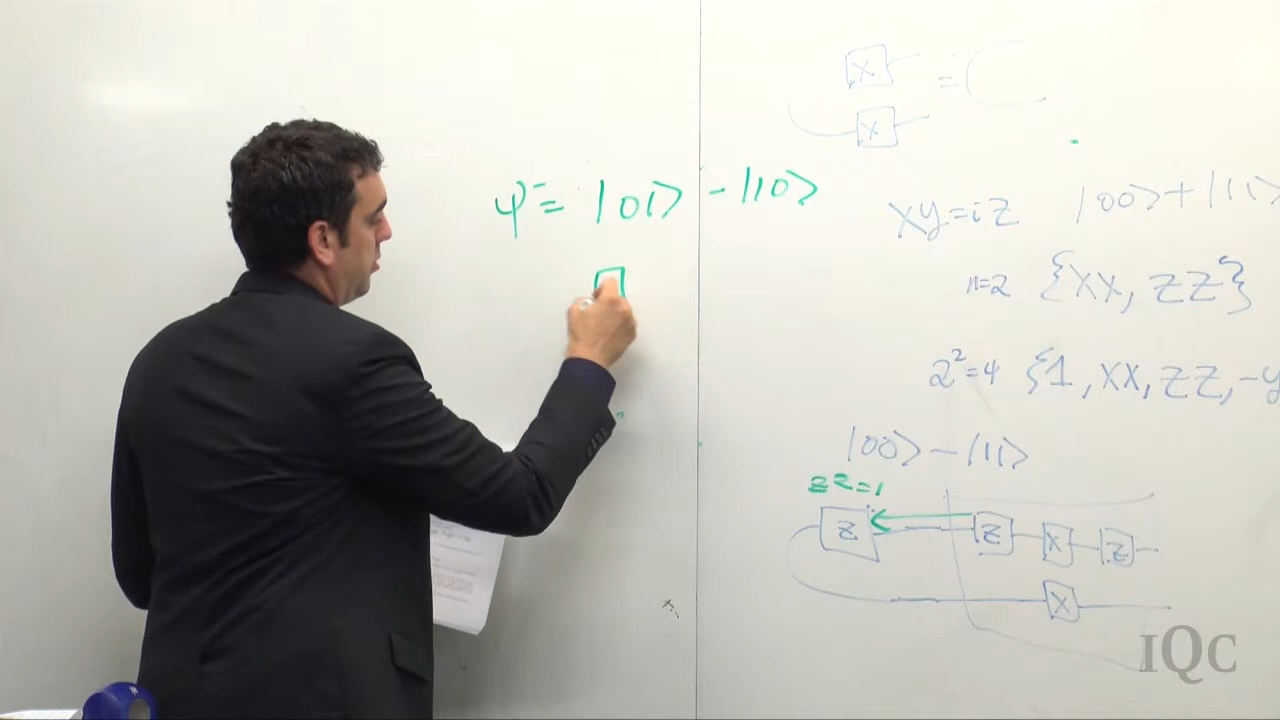 ψ⁻ = |01> - |10>
X
X
= (
XY = iZ
|00> + |11>
n=2 {XX, ZZ}
2² = 4 {1, XX, ZZ, -Y
|00> - |11>
Z² = 1
Z Z X Z
X
IQC